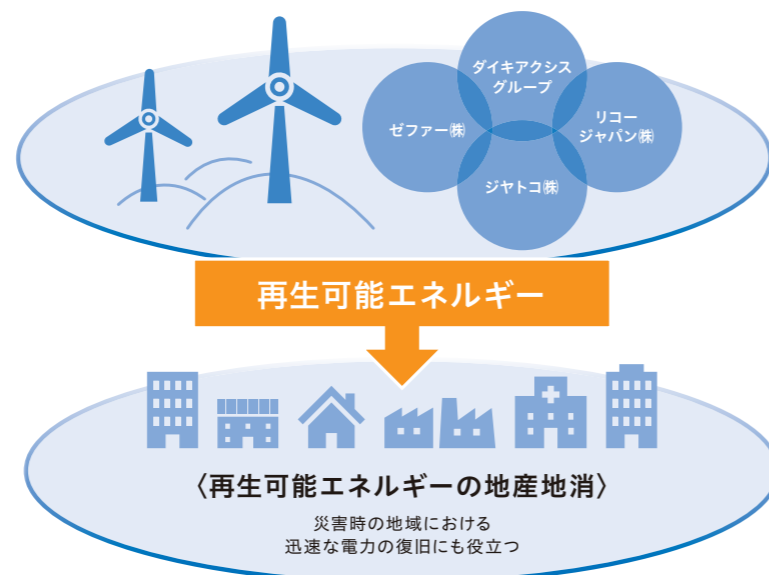 ダイキアクシス
グループ
ゼファー㈱
リコー
ジャパン㈱
ジヤトコ㈱
再生可能エネルギー
〈再生可能エネルギーの地産地消〉
災害時の地域における
迅速な電力の復旧にも役立つ